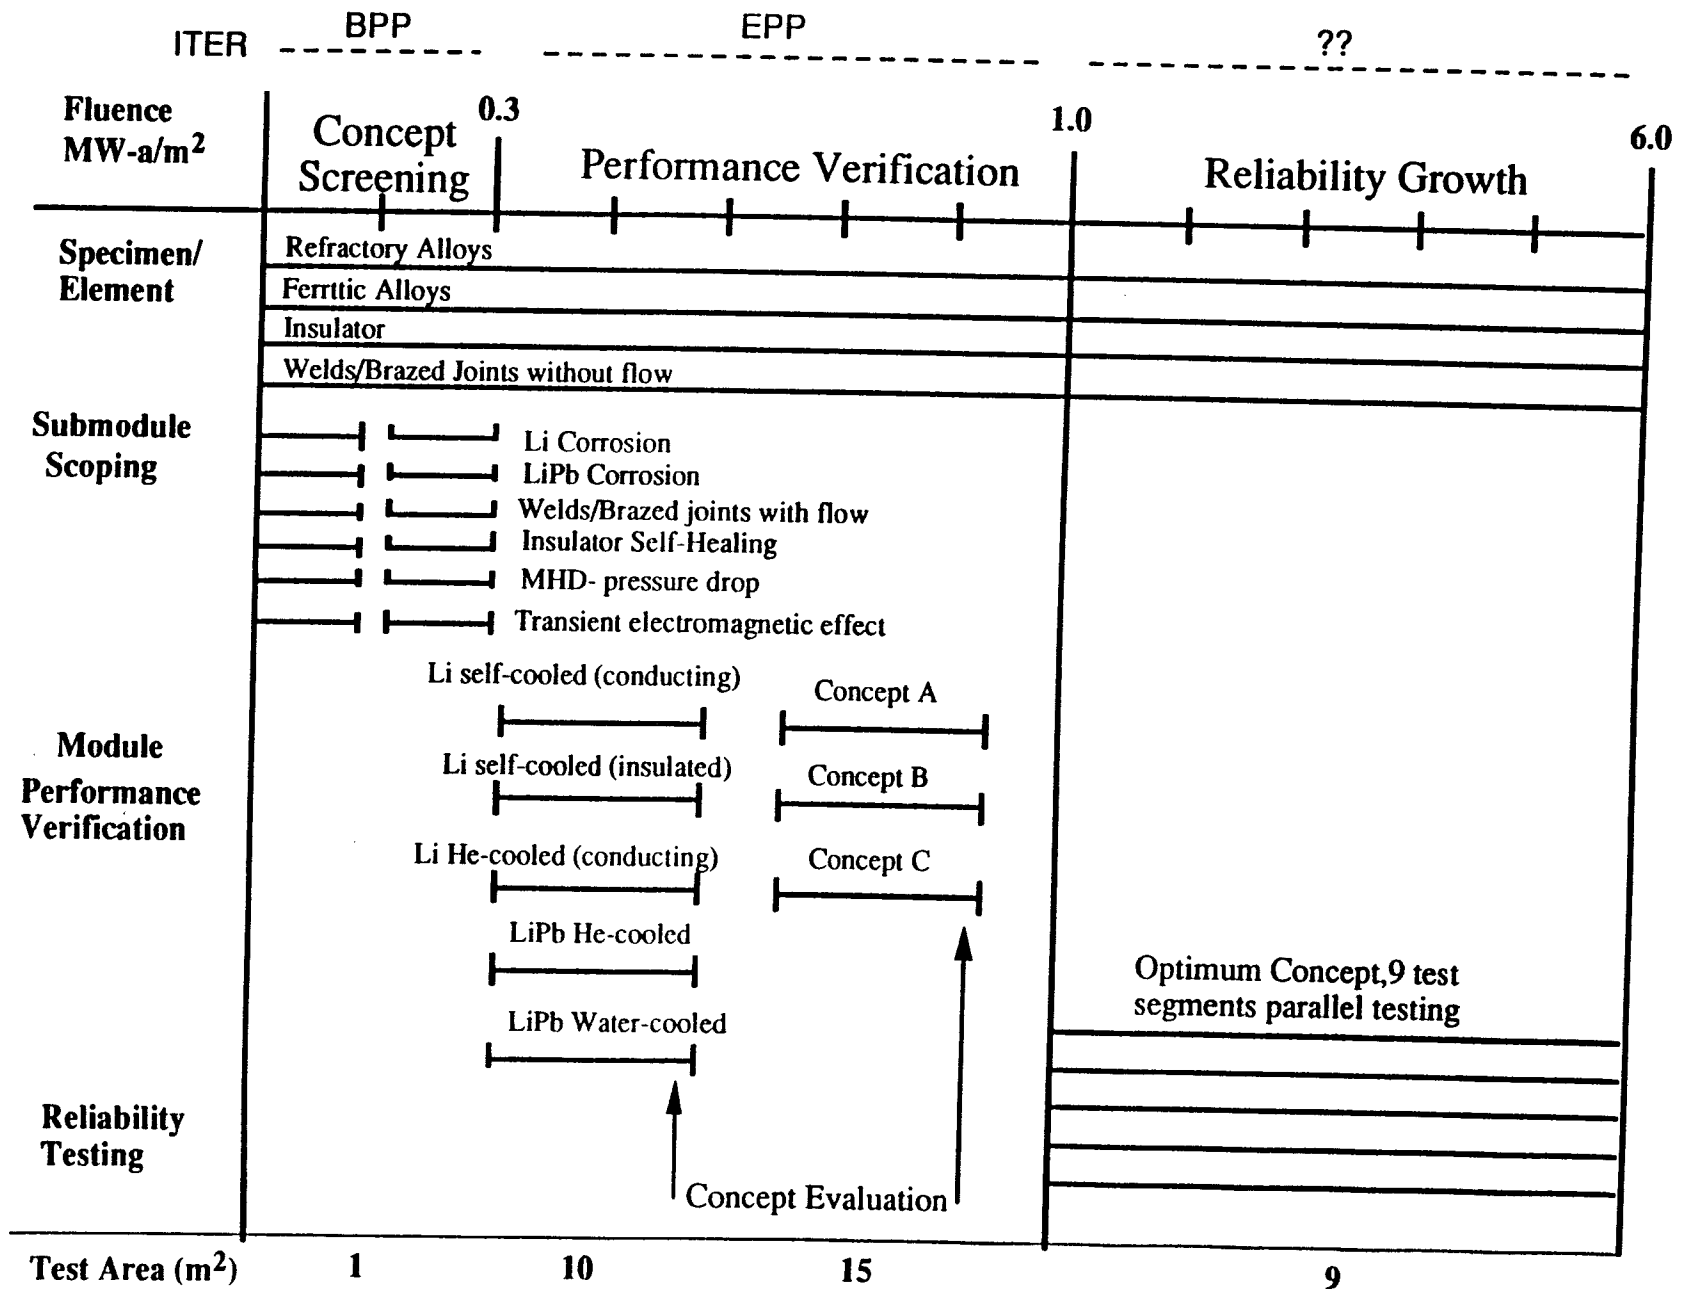 ITER BPP EPP ??
Fluence
MW-a/m²
0.3
1.0
6.0
Concept
Screening
Performance Verification
Reliability Growth
Specimen/
Element
Refractory Alloys
Ferrttic Alloys
Insulator
Welds/Brazed Joints without flow
Submodule
Scoping
Li Corrosion
LiPb Corrosion
Welds/Brazed joints with flow
Insulator Self-Healing
MHD- pressure drop
Transient electromagnetic effect
Module
Performance
Verification
Li self-cooled (conducting)
Concept A
Li self-cooled (insulated)
Concept B
Li He-cooled (conducting)
Concept C
LiPb He-cooled
LiPb Water-cooled
Optimum Concept,9 test
segments parallel testing
Reliability
Testing
Concept Evaluation
Test Area (m²) 1 10 15 9